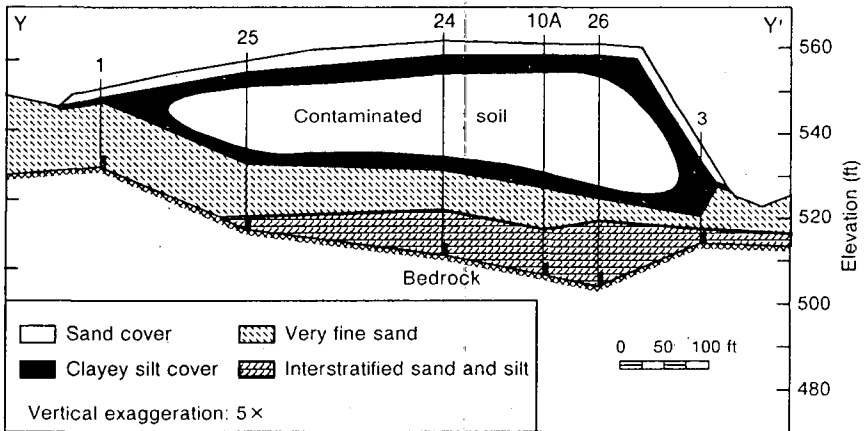 Y 24 10A 26 Y'
25
1
3
Contaminated soil
Bedrock
560
540
520
500
480
Elevation (ft)
Sand cover
Very fine sand
Clayey silt cover
Interstratified sand and silt
Vertical exaggeration: 5×
0 50 100 ft